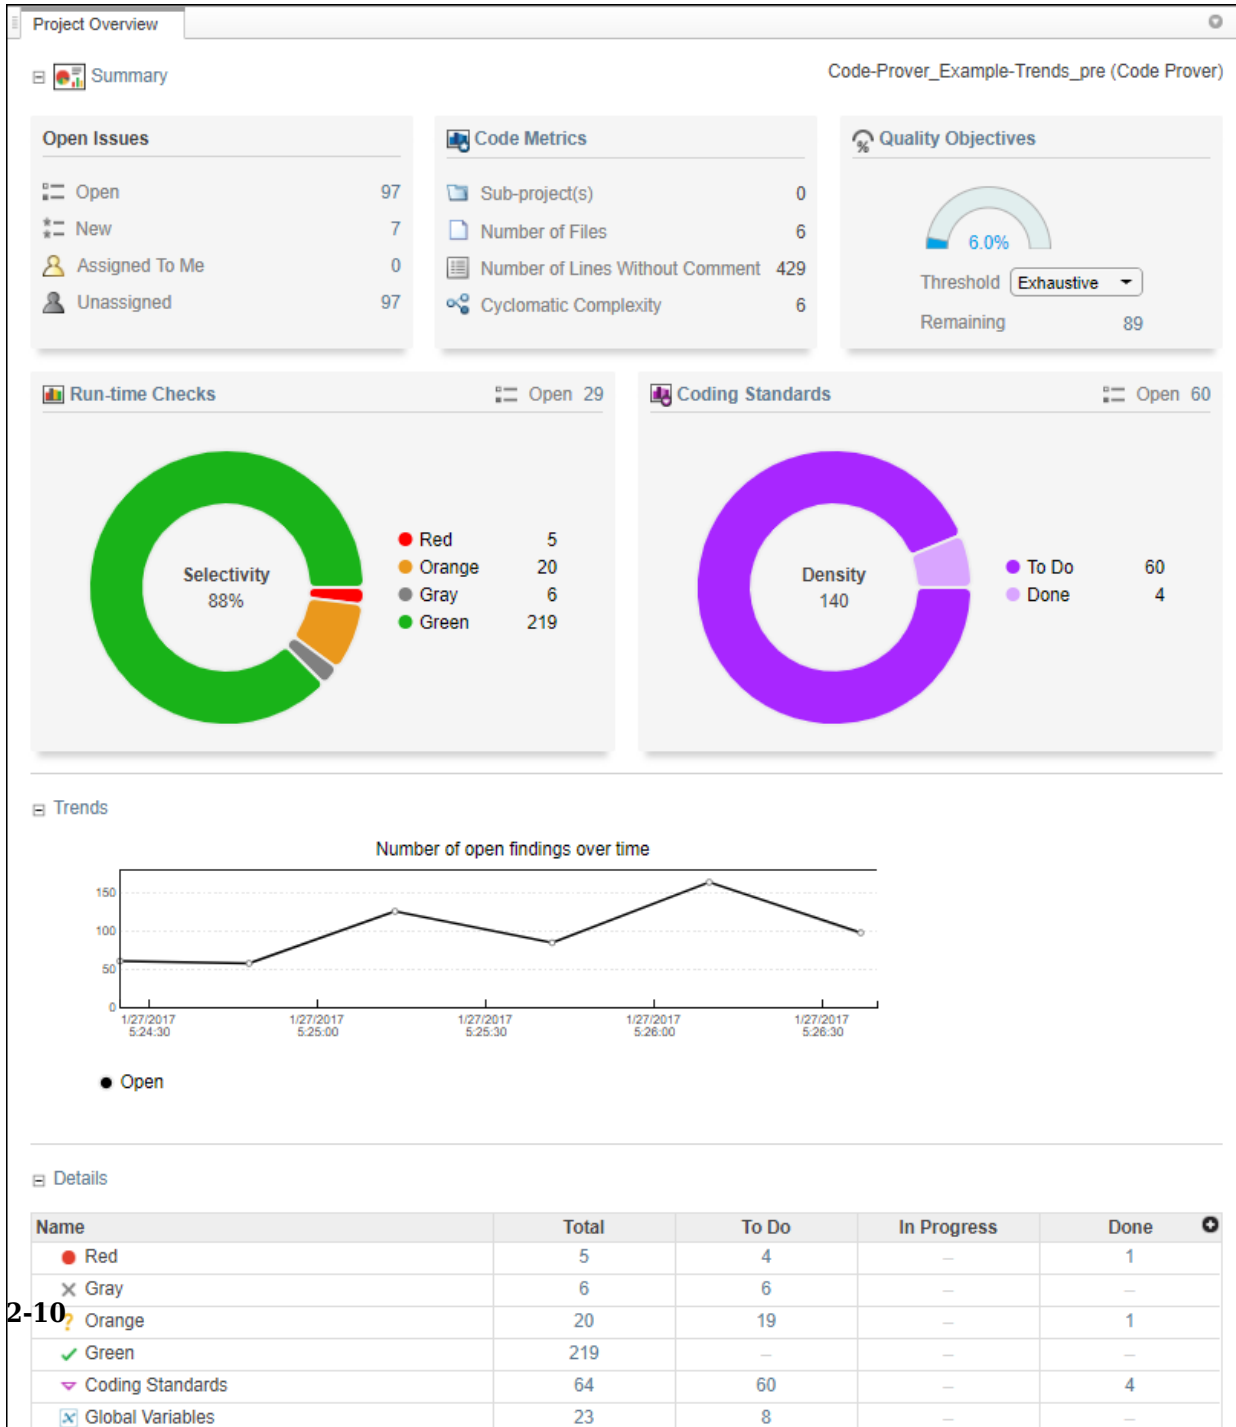 Project Overview
Summary
Code-Prover_Example-Trends_pre (Code Prover)
Open Issues
Open 97
New 7
Assigned To Me 0
Unassigned 97
Code Metrics
Sub-project(s) 0
Number of Files 6
Number of Lines Without Comment 429
Cyclomatic Complexity 6
% Quality Objectives
6.0%
Threshold Exhaustive
Remaining 89
Run-time Checks Open 29
Selectivity
88%
Red 5
Orange 20
Gray 6
Green 219
Coding Standards Open 60
Density
140
To Do 60
Done 4
Trends
Number of open findings over time
150
100
50
0
1/27/2017 1/27/2017 1/27/2017 1/27/2017 1/27/2017
5:24:30 5:25:00 5:25:30 5:26:00 5:26:30
Open
Details
Name Total To Do In Progress Done
Red 5 4 – 1
Gray 6 6 – –
2-10
? Orange 20 19 – 1
Green 219 – – –
Coding Standards 64 60 – 4
x Global Variables 23 8 – –